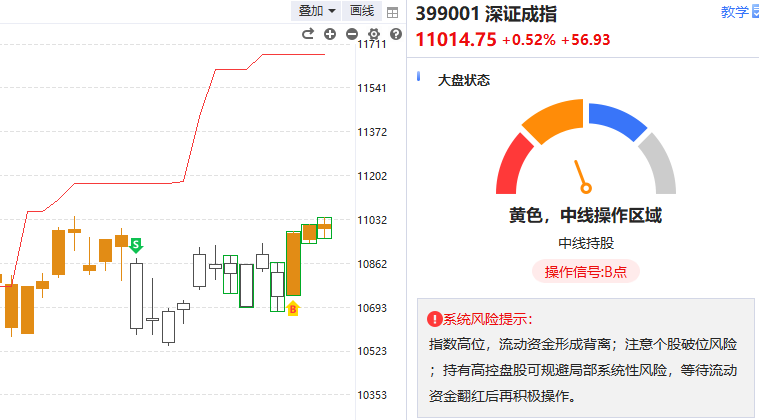 叠加 画线
399001 深证成指 教学
11014.75 +0.52% +56.93
大盘状态
黄色，中线操作区域
中线持股
操作信号:B点
系统风险提示:
指数高位，流动资金形成背离；注意个股破位风险
；持有高控盘股可规避局部系统性风险，等待流动
资金翻红后再积极操作。
11711
11541
11372
11202
11032
10862
10693
10523
10353
S
B